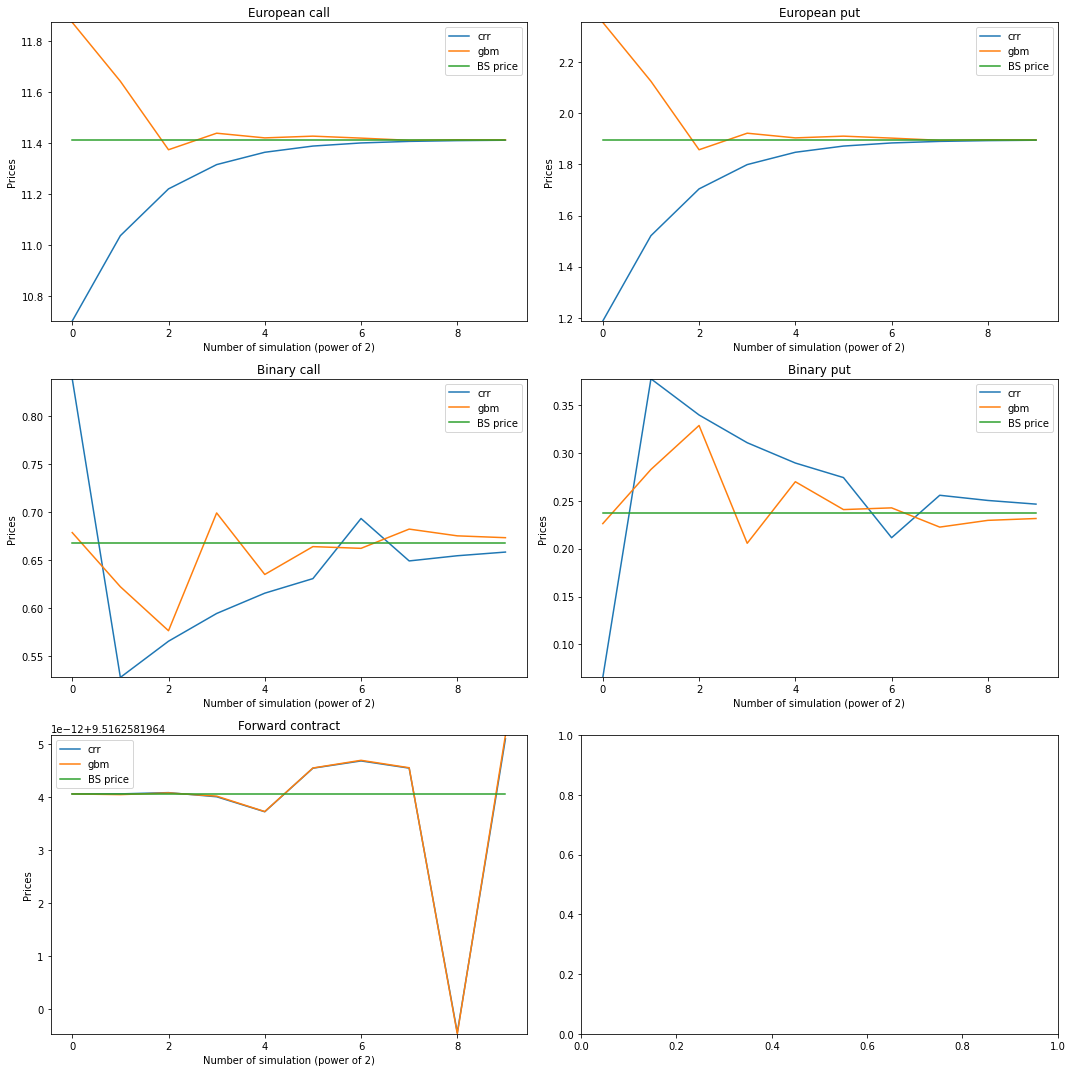 European call
crr
gbm
BS price
11.8
11.6
11.4
11.2
11.0
10.8
Prices
0 2 4 6 8
Number of simulation (power of 2)
European put
crr
gbm
BS price
2.2
2.0
1.8
1.6
1.4
1.2
Prices
0 2 4 6 8
Number of simulation (power of 2)
Binary call
crr
gbm
BS price
0.80
0.75
0.70
0.65
0.60
0.55
Prices
0 2 4 6 8
Number of simulation (power of 2)
Binary put
crr
gbm
BS price
0.35
0.30
0.25
0.20
0.15
0.10
Prices
0 2 4 6 8
Number of simulation (power of 2)
1e−12+9.5162581964
Forward contract
crr
gbm
BS price
5
4
3
2
1
0
Prices
0 2 4 6 8
Number of simulation (power of 2)
1.0
0.8
0.6
0.4
0.2
0.0
0.0 0.2 0.4 0.6 0.8 1.0